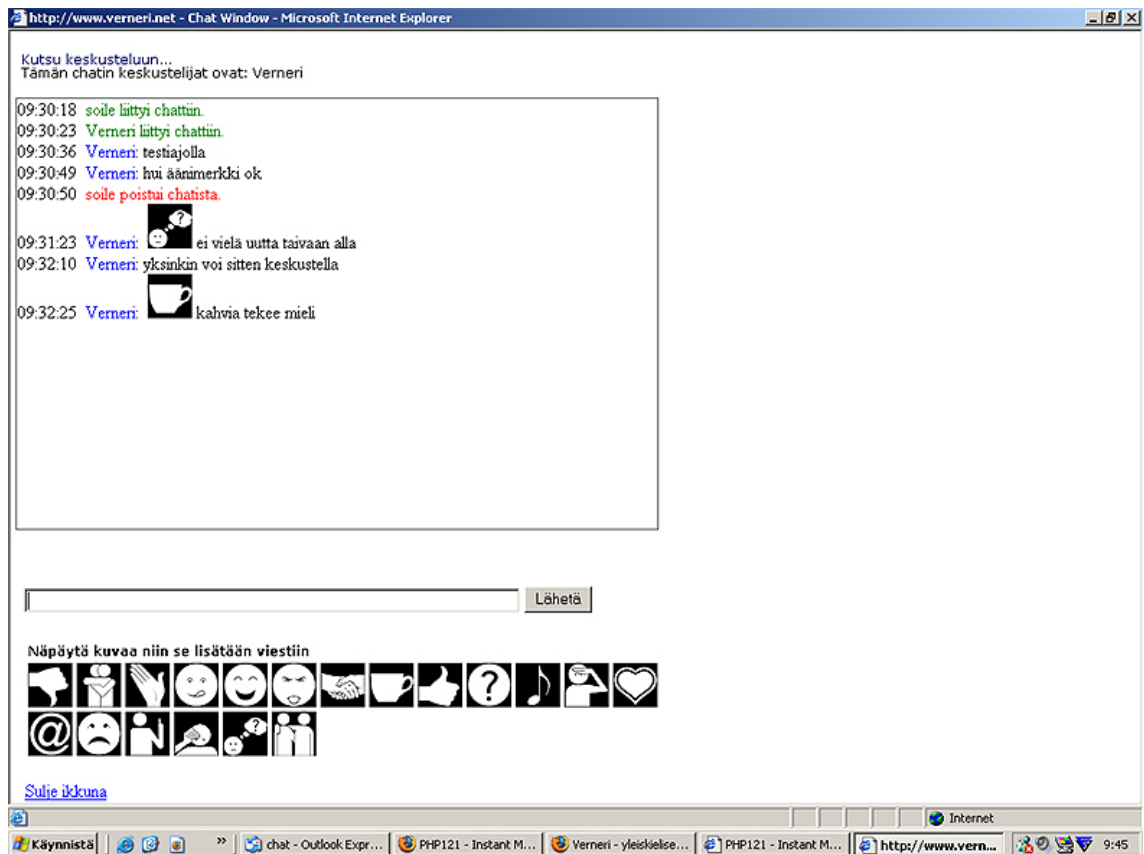 http://www.verneri.net - Chat Window - Microsoft Internet Explorer
Kutsu keskusteluun...
Tämän chatin keskustelijat ovat: Verneri
09:30:18 soile liittyi chattiin.
09:30:23 Verneri liittyi chattiin.
09:30:36 Verneri: testiajolla
09:30:49 Verneri: hui äänimerkki ok
09:30:50 soile poistui chatista.
09:31:23 Verneri: ? ei vielä uutta taivaan alla
09:32:10 Verneri: yksinkin voi sitten keskustella
09:32:25 Verneri: kahvia tekee mieli
Lähetä
Näpäytä kuvaa niin se lisätään viestiin
?
@ ?
Sulje ikkuna
Internet
Käynnistä » chat - Outlook Expr... PHP121 - Instant M... Verneri - yleiskielise... PHP121 - Instant M... http://www.vern... 9:45